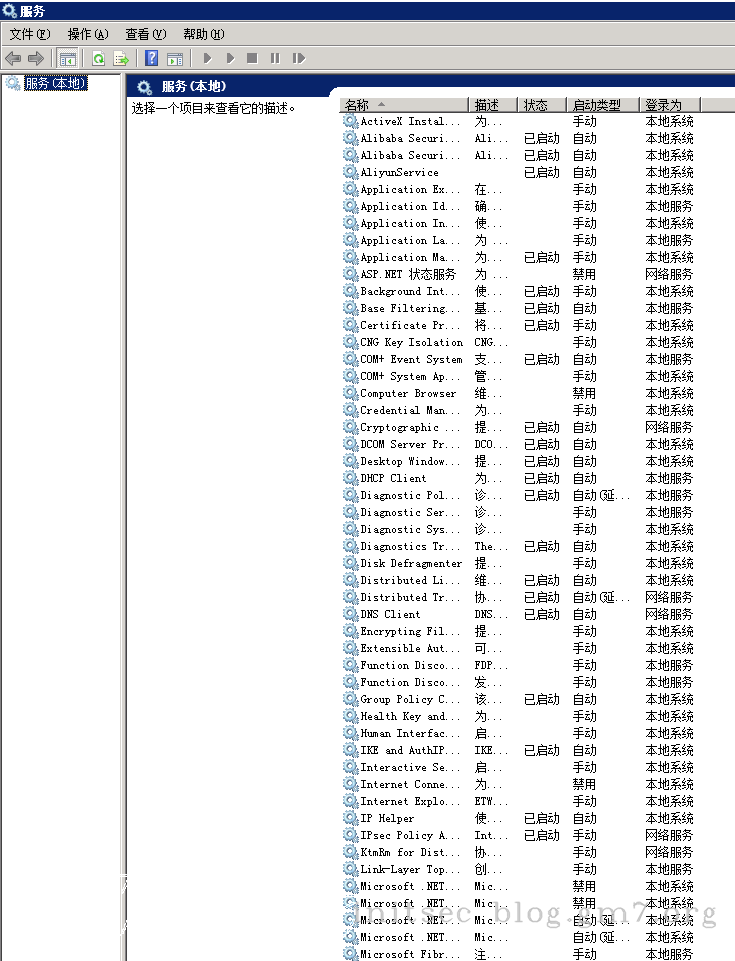 服务
文件(F) 操作(A) 查看(V) 帮助(H)
服务(本地)
服务(本地)
选择一个项目来查看它的描述。
名称 描述 状态 启动类型 登录为
ActiveX Instal... 为... 手动 本地系统
Alibaba Securi... Ali... 已启动 自动 本地系统
Alibaba Securi... Ali... 已启动 自动 本地系统
AliyunService 已启动 自动 本地系统
Application Ex... 在... 手动 本地系统
Application Id... 确... 手动 本地服务
Application In... 使... 手动 本地系统
Application La... 为 ... 手动 本地服务
Application Ma... 为... 已启动 手动 本地系统
ASP.NET 状态服务 为 ... 禁用 网络服务
Background Int... 使... 已启动 手动 本地系统
Base Filtering... 基... 已启动 自动 本地服务
Certificate Pr... 将... 已启动 手动 本地系统
CNG Key Isolation CNG... 手动 本地系统
COM+ Event System 支... 已启动 自动 本地服务
COM+ System Ap... 管... 手动 本地系统
Computer Browser 维... 禁用 本地系统
Credential Man... 为... 手动 本地系统
Cryptographic ... 提... 已启动 自动 网络服务
DCOM Server Pr... DCO... 已启动 自动 本地系统
Desktop Window... 提... 已启动 自动 本地系统
DHCP Client 为... 已启动 自动 本地服务
Diagnostic Pol... 诊... 已启动 自动(延... 本地服务
Diagnostic Ser... 诊... 手动 本地服务
Diagnostic Sys... 诊... 手动 本地系统
Diagnostics Tr... The... 已启动 自动 本地系统
Disk Defragmenter 提... 手动 本地系统
Distributed Li... 维... 已启动 自动 本地系统
Distributed Tr... 协... 已启动 自动(延... 网络服务
DNS Client DNS... 已启动 自动 网络服务
Encrypting Fil... 提... 手动 本地系统
Extensible Aut... 可... 手动 本地系统
Function Disco... FDP... 手动 本地服务
Function Disco... 发... 手动 本地服务
Group Policy C... 该... 已启动 自动 本地系统
Health Key and... 为... 手动 本地系统
Human Interfac... 启... 手动 本地系统
IKE and AuthIP... IKE... 已启动 自动 本地系统
Interactive Se... 启... 手动 本地系统
Internet Conne... 为... 禁用 本地系统
Internet Explo... ETW... 手动 本地系统
IP Helper 使... 已启动 自动 本地系统
IPsec Policy A... Int... 已启动 手动 网络服务
KtmRm for Dist... 协... 手动 网络服务
Link-Layer Top... 创... 手动 本地服务
Microsoft .NET... Mic... 禁用 本地系统
Microsoft .NET... Mic... 禁用 本地系统
Microsoft .NET... Mic... 自动(延... 本地系统
Microsoft .NET... Mic... 自动(延... 本地系统
Microsoft Fibr... 注... 手动 本地服务